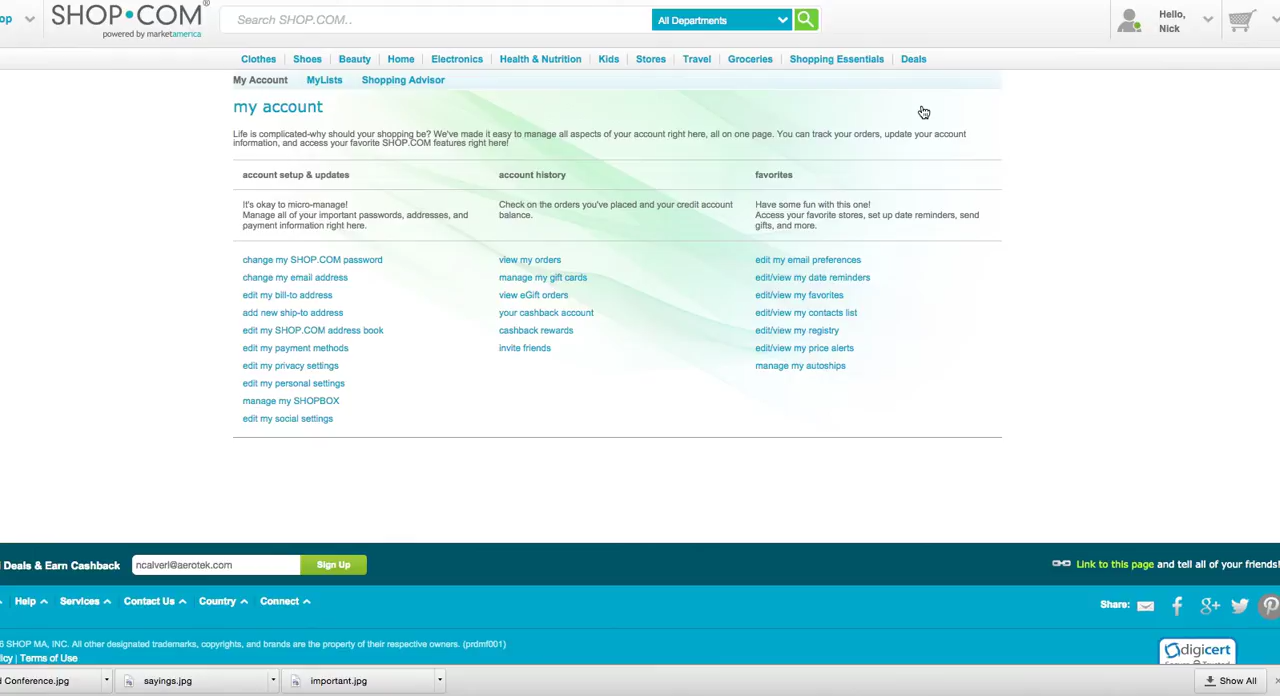 op
SHOP•COM®
powered by marketamerica
Search SHOP.COM..
All Departments
Hello,
Nick
Clothes Shoes Beauty Home Electronics Health & Nutrition Kids Stores Travel Groceries Shopping Essentials Deals
My Account MyLists Shopping Advisor
my account
Life is complicated-why should your shopping be? We've made it easy to manage all aspects of your account right here, all on one page. You can track your orders, update your account
information, and access your favorite SHOP.COM features right here!
account setup & updates
It's okay to micro-manage!
Manage all of your important passwords, addresses, and
payment information right here.
change my SHOP.COM password
change my email address
edit my bill-to address
add new ship-to address
edit my SHOP.COM address book
edit my payment methods
edit my privacy settings
edit my personal settings
manage my SHOPBOX
edit my social settings
account history
Check on the orders you've placed and your credit account
balance.
view my orders
manage my gift cards
view eGift orders
your cashback account
cashback rewards
invite friends
favorites
Have some fun with this one!
Access your favorite stores, set up date reminders, send
gifts, and more.
edit my email preferences
edit/view my date reminders
edit/view my favorites
edit/view my contacts list
edit/view my registry
edit/view my price alerts
manage my autoships
Deals & Earn Cashback ncalverl@aerotek.com Sign Up
Link to this page and tell all of your friends!
Help Services Contact Us Country Connect
Share:
6 SHOP MA, INC. All other designated trademarks, copyrights, and brands are the property of their respective owners. (prdmf001)
icy | Terms of Use
digicert
d Conference.jpg sayings.jpg important.jpg Show All